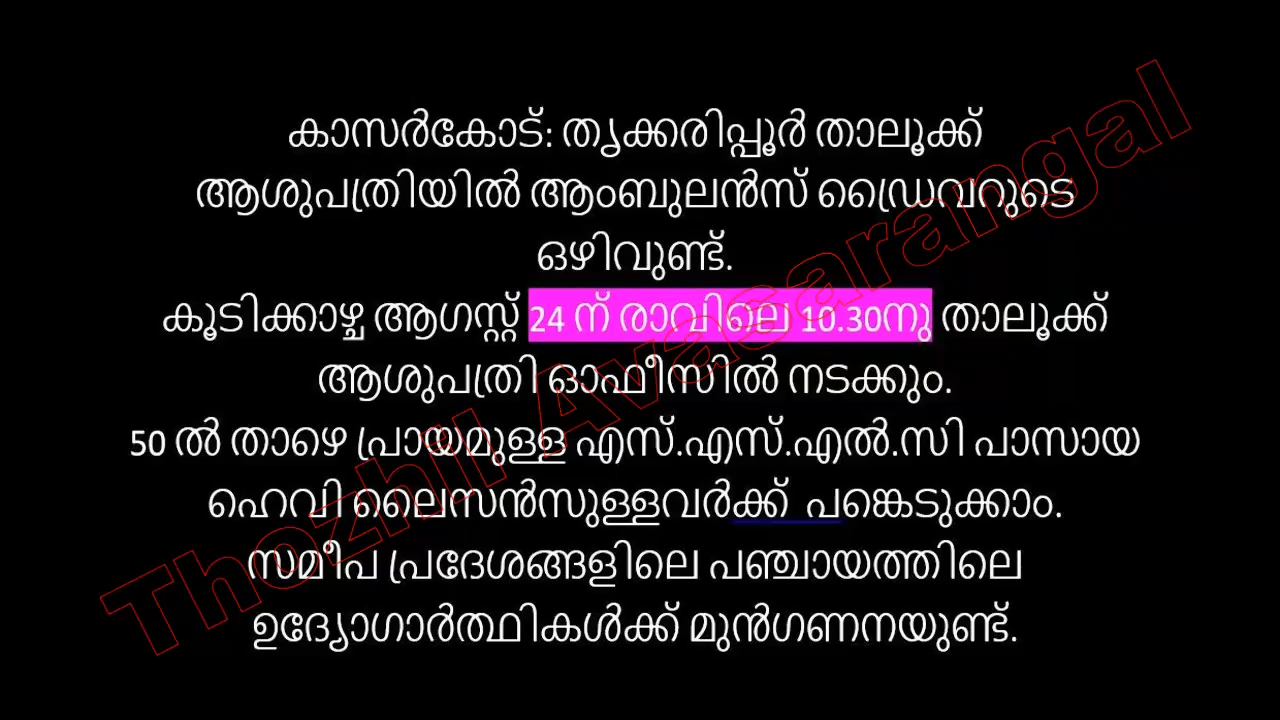 കാസർകോട്: തൃക്കരിപ്പൂർ താലൂക്ക്
ആശുപത്രിയിൽ ആംബുലൻസ് ഡ്രൈവറുടെ
ഒഴിവുണ്ട്.
കൂടിക്കാഴ്ച ആഗസ്റ്റ് 24 ന് രാവിലെ 10.30നു താലൂക്ക്
ആശുപത്രി ഓഫീസിൽ നടക്കും.
50 ൽ താഴെ പ്രായമുള്ള എസ്.എസ്.എൽ.സി പാസായ
ഹെവി ലൈസൻസുള്ളവർക്ക് പങ്കെടുക്കാം.
സമീപ പ്രദേശങ്ങളിലെ പഞ്ചായത്തിലെ
ഉദ്യോഗാർത്ഥികൾക്ക് മുൻഗണനയുണ്ട്.
Thozhil Avasarangal